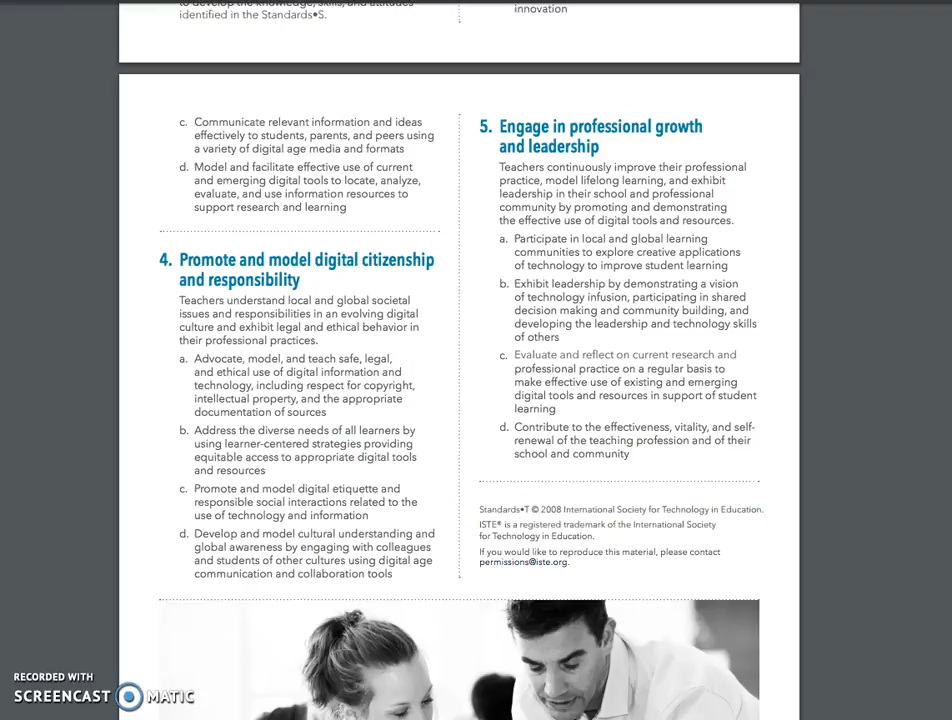 to develop the knowledge, skills, and attitudes
identified in the Standards•S.
innovation
c. Communicate relevant information and ideas
effectively to students, parents, and peers using
a variety of digital age media and formats
d. Model and facilitate effective use of current
and emerging digital tools to locate, analyze,
evaluate, and use information resources to
support research and learning
4. Promote and model digital citizenship
and responsibility
Teachers understand local and global societal
issues and responsibilities in an evolving digital
culture and exhibit legal and ethical behavior in
their professional practices.
a. Advocate, model, and teach safe, legal,
and ethical use of digital information and
technology, including respect for copyright,
intellectual property, and the appropriate
documentation of sources
b. Address the diverse needs of all learners by
using learner-centered strategies providing
equitable access to appropriate digital tools
and resources
c. Promote and model digital etiquette and
responsible social interactions related to the
use of technology and information
d. Develop and model cultural understanding and
global awareness by engaging with colleagues
and students of other cultures using digital age
communication and collaboration tools
5. Engage in professional growth
and leadership
Teachers continuously improve their professional
practice, model lifelong learning, and exhibit
leadership in their school and professional
community by promoting and demonstrating
the effective use of digital tools and resources.
a. Participate in local and global learning
communities to explore creative applications
of technology to improve student learning
b. Exhibit leadership by demonstrating a vision
of technology infusion, participating in shared
decision making and community building, and
developing the leadership and technology skills
of others
c. Evaluate and reflect on current research and
professional practice on a regular basis to
make effective use of existing and emerging
digital tools and resources in support of student
learning
d. Contribute to the effectiveness, vitality, and self-
renewal of the teaching profession and of their
school and community
Standards•T © 2008 International Society for Technology in Education.
ISTE® is a registered trademark of the International Society
for Technology in Education.
If you would like to reproduce this material, please contact
permissions@iste.org.
RECORDED WITH
SCREENCAST MATIC